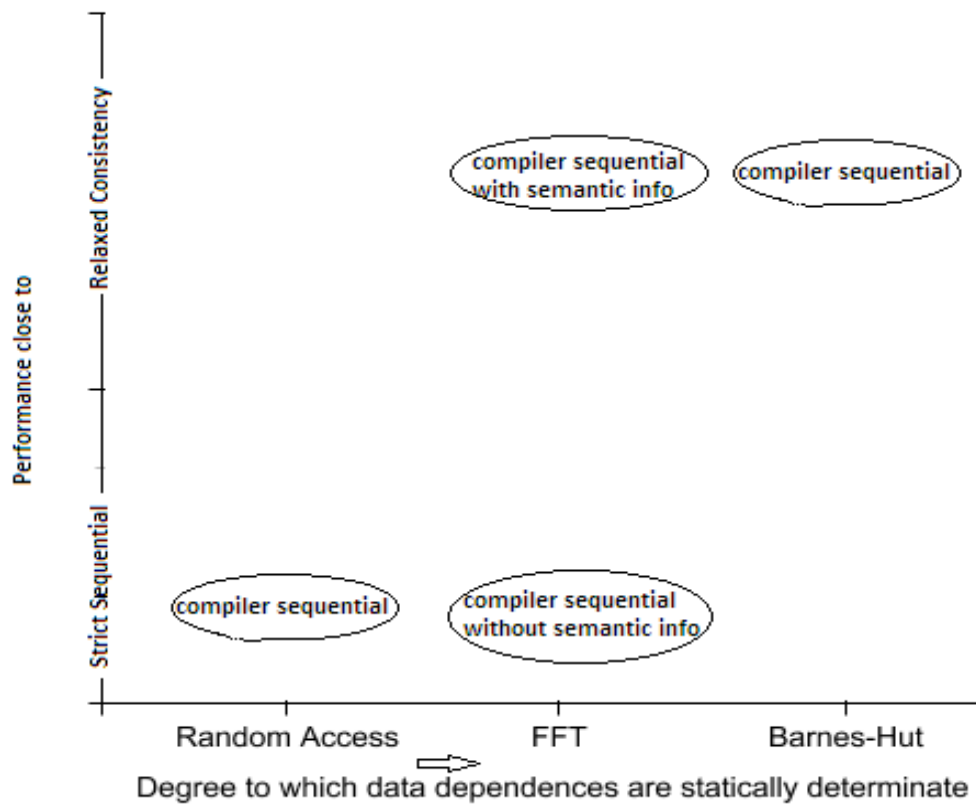 Performance close to
Relaxed Consistency
Strict Sequential
compiler sequential
with semantic info
compiler sequential
compiler sequential
compiler sequential
without semantic info
Random Access
FFT
Barnes-Hut
Degree to which data dependences are statically determinate